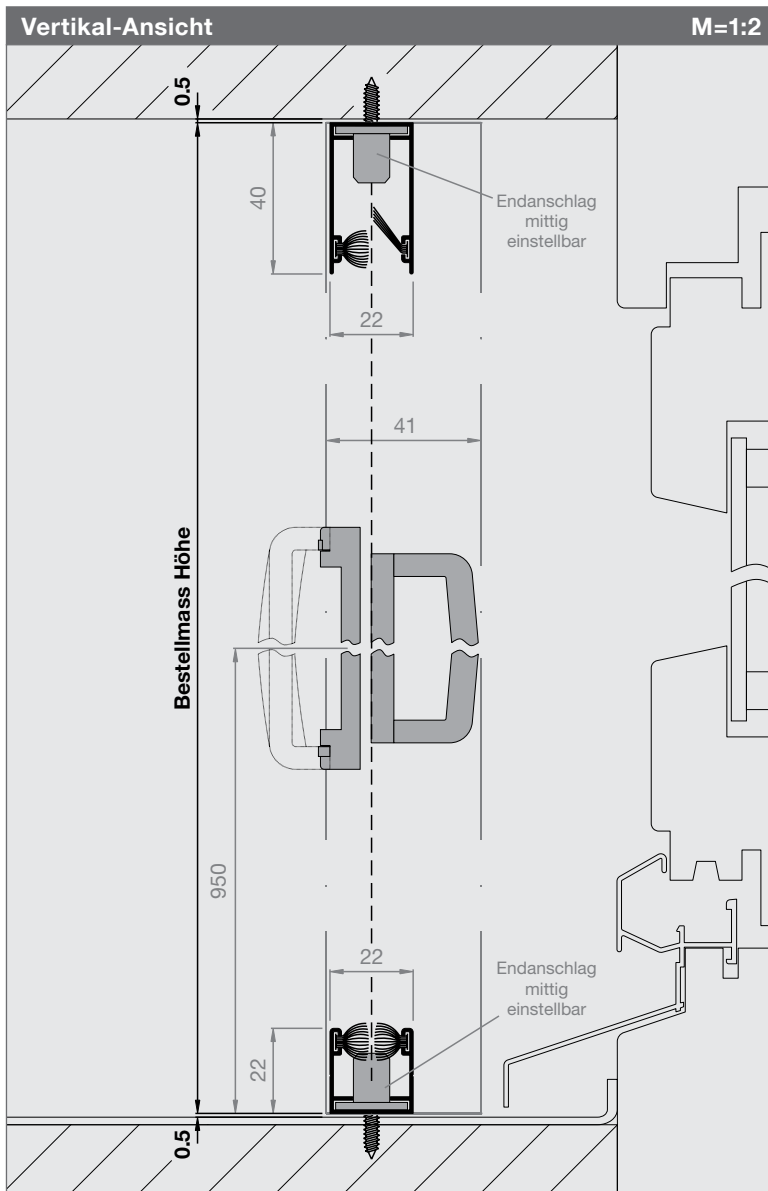 Vertikal-Ansicht M=1:2
0.5
40
Endanschlag
mittig
einstellbar
22
41
Bestellmass Höhe
950
22
Endanschlag
mittig
einstellbar
22
0.5